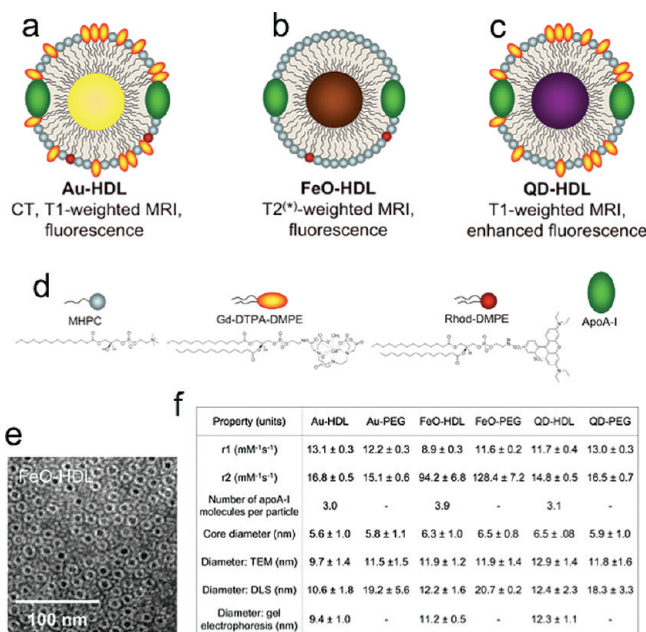 a
b
c
Au-HDL
CT, T1-weighted MRI,
fluorescence
FeO-HDL
T2(*)-weighted MRI,
fluorescence
QD-HDL
T1-weighted MRI,
enhanced fluorescence
d
MHPC
Gd-DTPA-DMPE
Rhod-DMPE
ApoA-I
e
FeO-HDL
100 nm
f
Property (units) Au-HDL Au-PEG FeO-HDL FeO-PEG QD-HDL QD-PEG
r1 (mM⁻¹s⁻¹) 13.1 ± 0.3 12.2 ± 0.3 8.9 ± 0.3 11.6 ± 0.2 11.7 ± 0.4 13.0 ± 0.3
r2 (mM⁻¹s⁻¹) 16.8 ± 0.5 15.1 ± 0.6 94.2 ± 6.8 128.4 ± 7.2 14.8 ± 0.5 16.5 ± 0.7
Number of apoA-I molecules per particle 3.0 - 3.9 - 3.1 -
Core diameter (nm) 5.6 ± 1.0 5.8 ± 1.1 6.3 ± 1.0 6.5 ± 0.8 6.5 ± .08 5.9 ± 1.0
Diameter: TEM (nm) 9.7 ± 1.4 11.5 ±1.5 11.9 ± 1.2 11.9 ± 1.4 12.9 ± 1.4 11.8 ±1.6
Diameter: DLS (nm) 10.6 ± 1.8 19.2 ± 5.6 12.2 ± 1.6 20.7 ± 0.2 12.4 ± 2.3 18.3 ± 3.3
Diameter: gel electrophoresis (nm) 9.4 ± 1.0 - 11.2 ± 0.5 - 12.3 ± 1.1 -